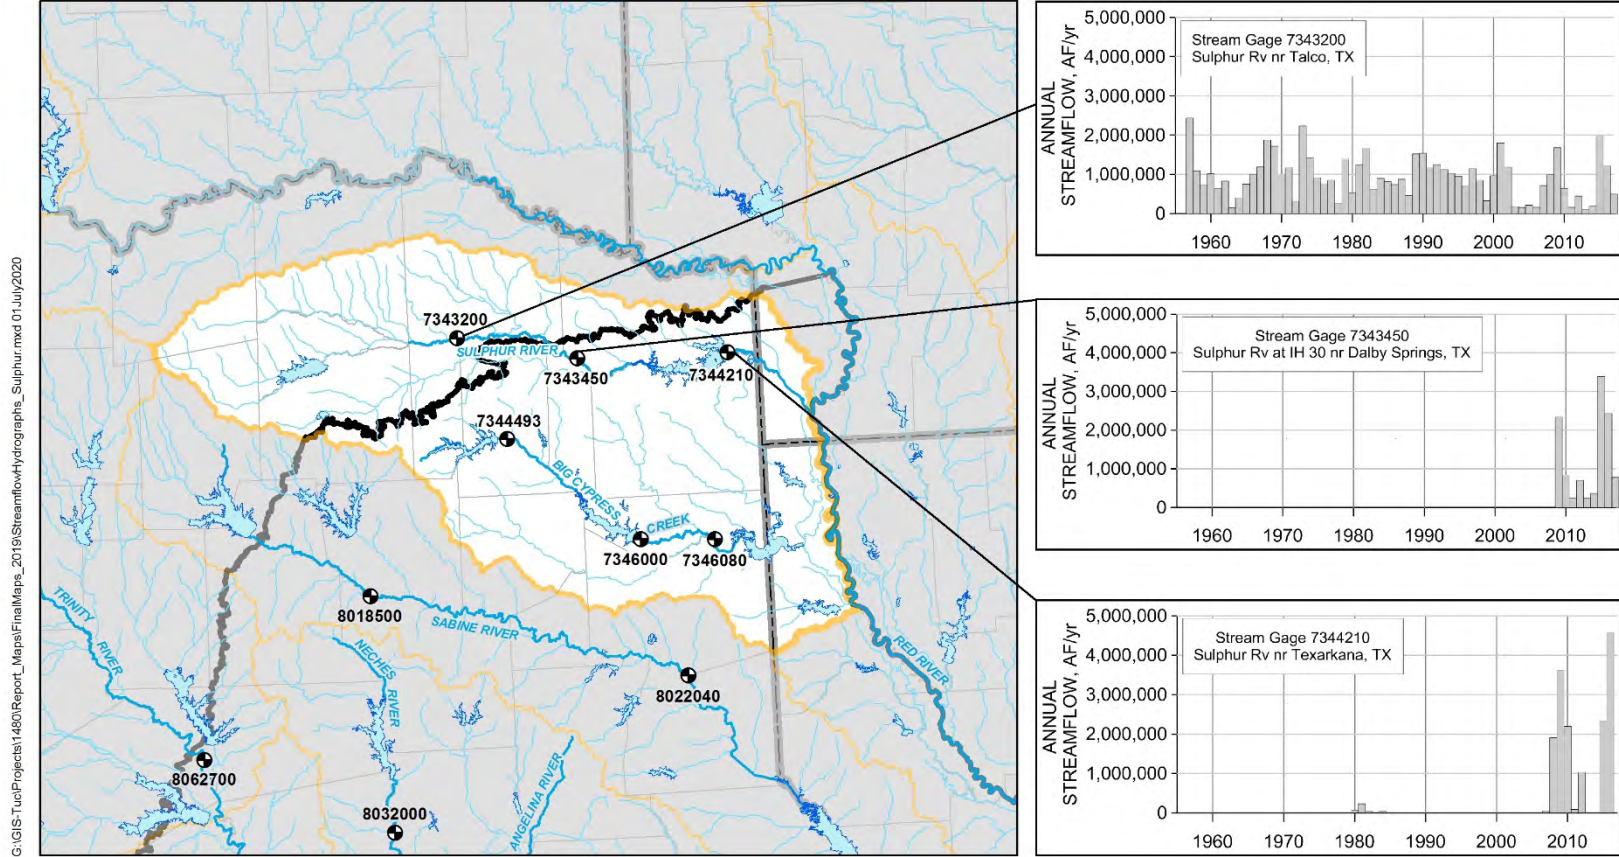 G:\GIS-Tuc\Projects\1480\Report_Maps\FinalMaps_2019\StreamflowHydrographs_Sulphur.mxd 01July2020
7343200
SULPHUR RIVER
7343450
7344210
7344493
BIG CYPRESS
CREEK
7346000
7346080
TRINITY
RIVER
8018500
SABINE RIVER
NECHES
RIVER
RED RIVER
8022040
8062700
8032000
ANGELINA RIVER
ANNUAL
STREAMFLOW, AF/yr
5,000,000
4,000,000
3,000,000
2,000,000
1,000,000
0
Stream Gage 7343200
Sulphur Rv nr Talco, TX
1960 1970 1980 1990 2000 2010
ANNUAL
STREAMFLOW, AF/yr
5,000,000
4,000,000
3,000,000
2,000,000
1,000,000
0
Stream Gage 7343450
Sulphur Rv at IH 30 nr Dalby Springs, TX
1960 1970 1980 1990 2000 2010
ANNUAL
STREAMFLOW, AF/yr
5,000,000
4,000,000
3,000,000
2,000,000
1,000,000
0
Stream Gage 7344210
Sulphur Rv nr Texarkana, TX
1960 1970 1980 1990 2000 2010